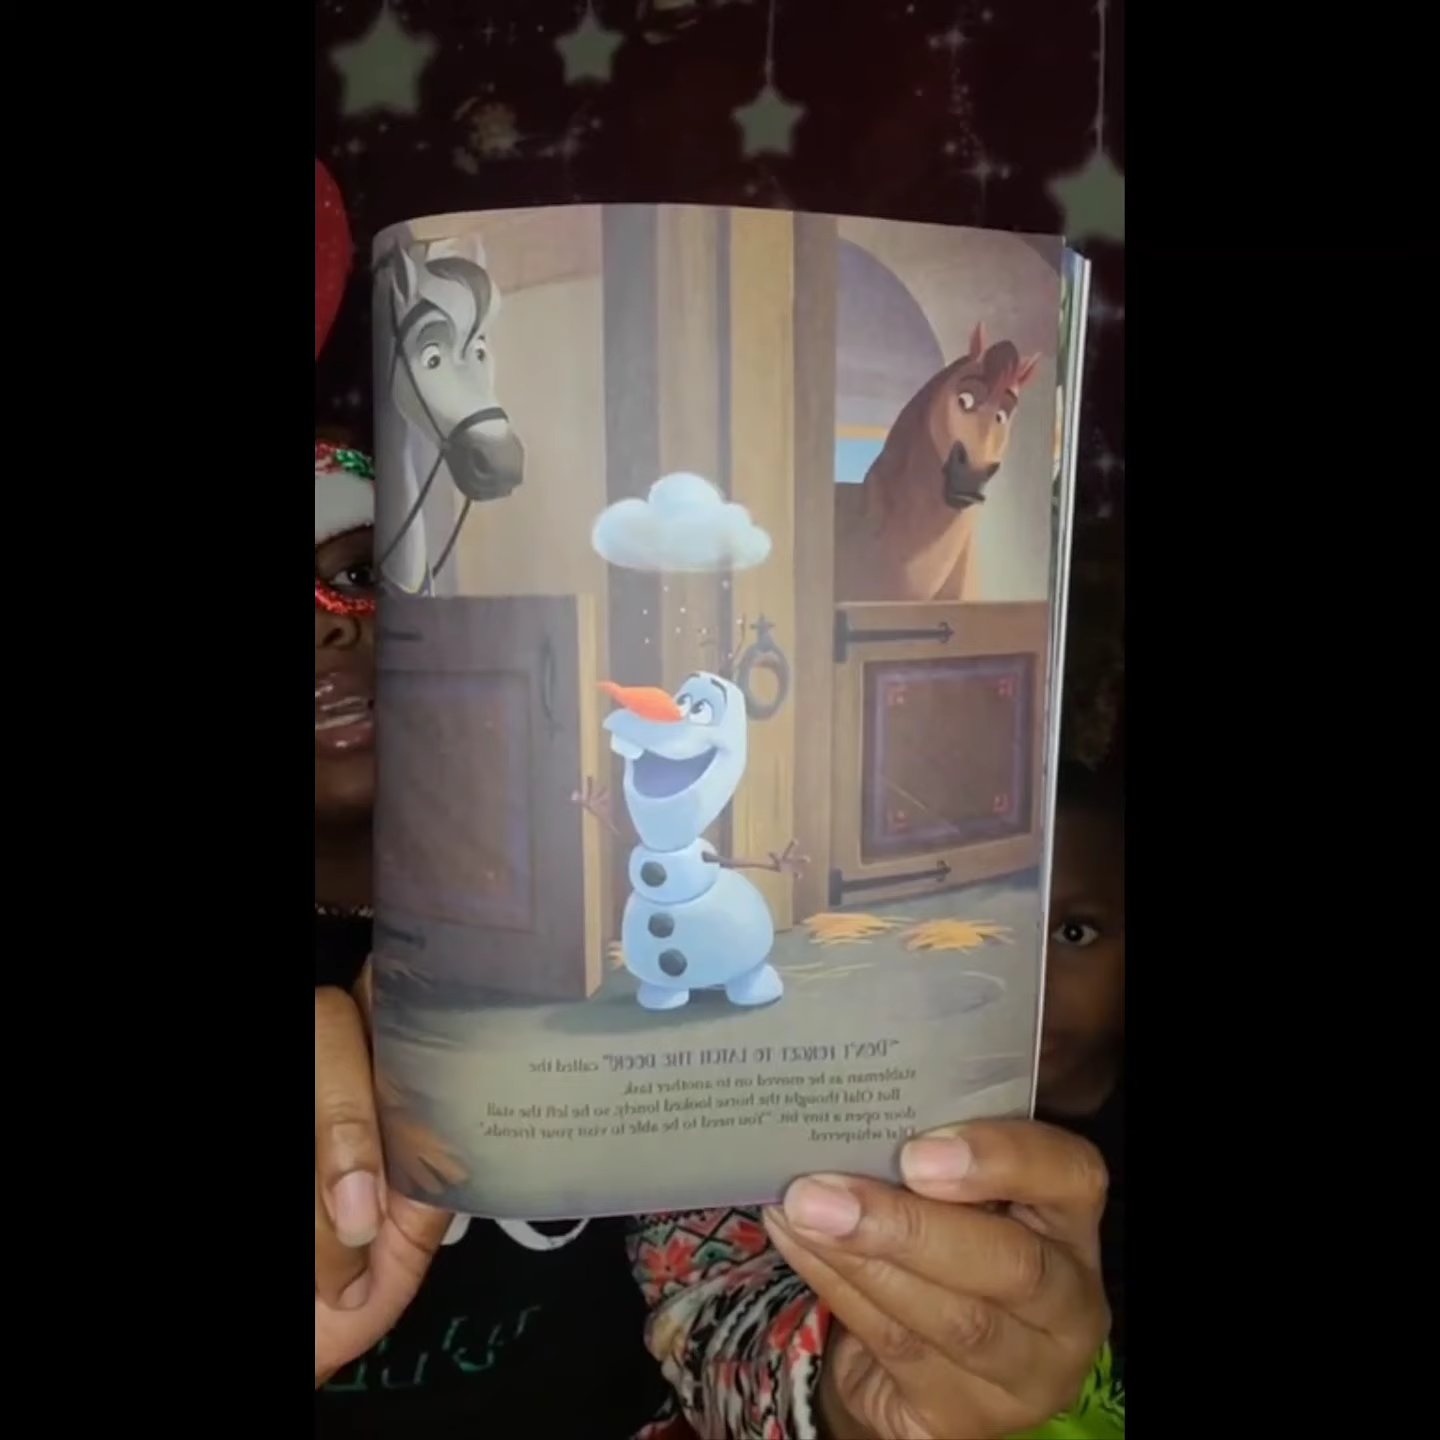 "DON'T FORGET TO LATCH THE DOOR!" called the
stableman as he moved on to another task.
But Olaf thought the horse looked lonely, so he left the stall
door open a tiny bit. "You need to be able to visit your friends,"
Olaf whispered.